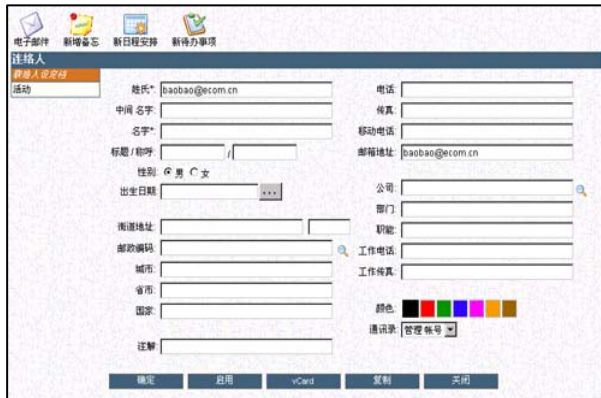 电子邮件 新增备忘 新日程安排 新待办事项
连络人
联络人设定档
活动
姓氏*: baobao@ecom.cn
中间 名字:
名字*:
标题 / 称呼: /
性别: 男 女
出生日期: ...
街道地址:
邮政编码:
城市:
省市:
国家:
注解:
电话:
传真:
移动电话:
邮箱地址: baobao@ecom.cn
公司:
部门:
职能:
工作电话:
工作传真:
颜色:
通讯录: 管理 帐号
确定 启用 vCard 复制 关闭